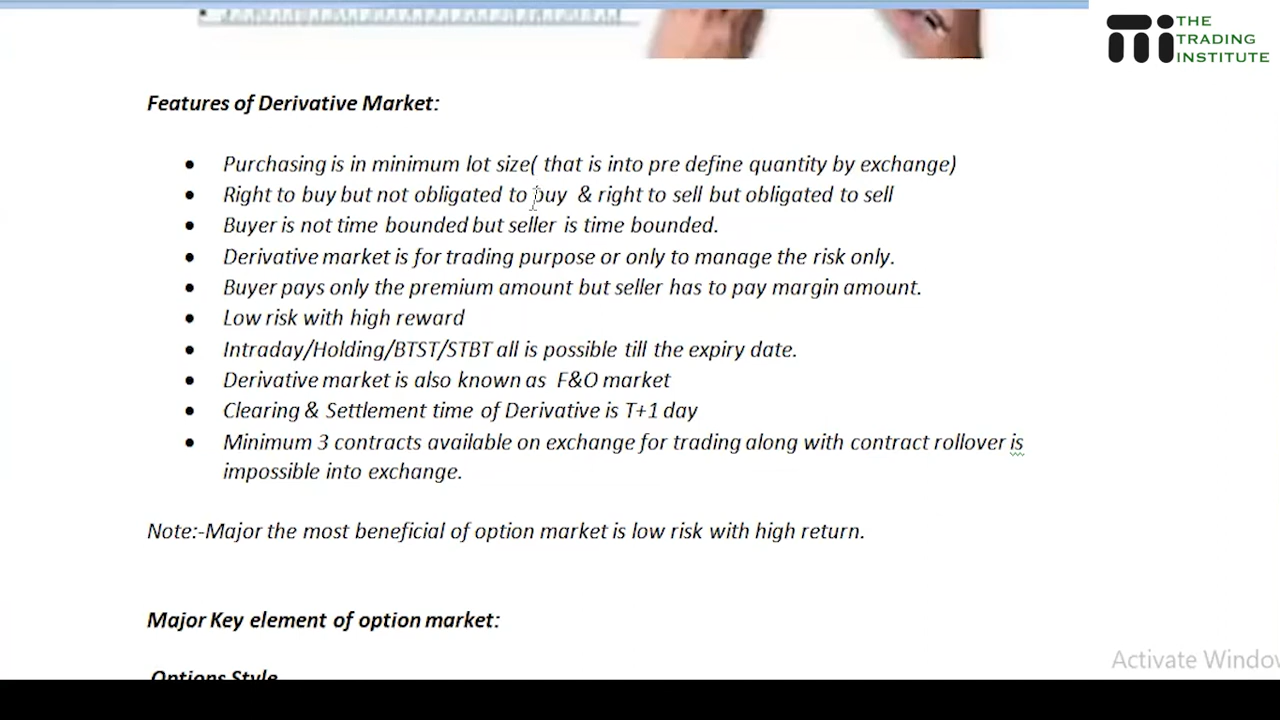 THE
TRADING
INSTITUTE
Features of Derivative Market:
• Purchasing is in minimum lot size( that is into pre define quantity by exchange)
• Right to buy but not obligated to buy & right to sell but obligated to sell
• Buyer is not time bounded but seller is time bounded.
• Derivative market is for trading purpose or only to manage the risk only.
• Buyer pays only the premium amount but seller has to pay margin amount.
• Low risk with high reward
• Intraday/Holding/BTST/STBT all is possible till the expiry date.
• Derivative market is also known as F&O market
• Clearing & Settlement time of Derivative is T+1 day
• Minimum 3 contracts available on exchange for trading along with contract rollover is
impossible into exchange.
Note:-Major the most beneficial of option market is low risk with high return.
Major Key element of option market:
Options Style
Activate Windo